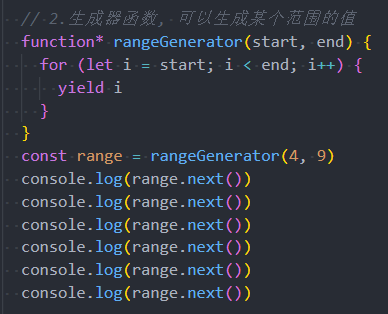 // 2.生成器函数, 可以生成某个范围的值
function* rangeGenerator(start, end) {
  for (let i = start; i < end; i++) {
    yield i
  }
}
const range = rangeGenerator(4, 9)
console.log(range.next())
console.log(range.next())
console.log(range.next())
console.log(range.next())
console.log(range.next())
console.log(range.next())